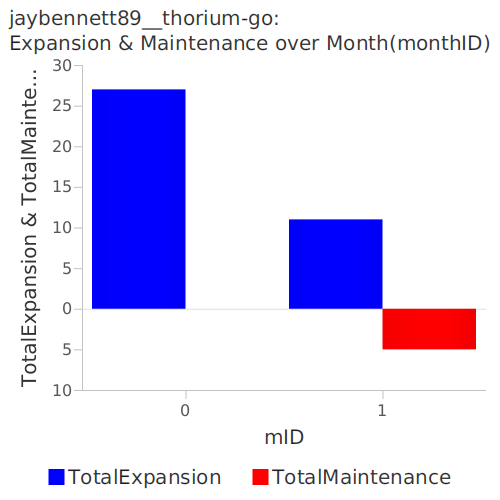 jaybennett89__thorium-go:
Expansion & Maintenance over Month(monthID)
TotalExpansion & TotalMainte...
30
25
20
15
10
5
0
5
10
0
1
mID
TotalExpansion
TotalMaintenance